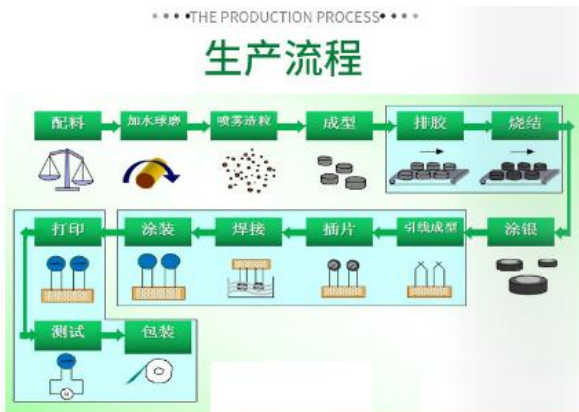 THE PRODUCTION PROCESS
生产流程
配料 加水球磨 喷雾造粒 成型 排胶 烧结
打印 涂装 焊接 插片 引线成型 涂银
测试 包装